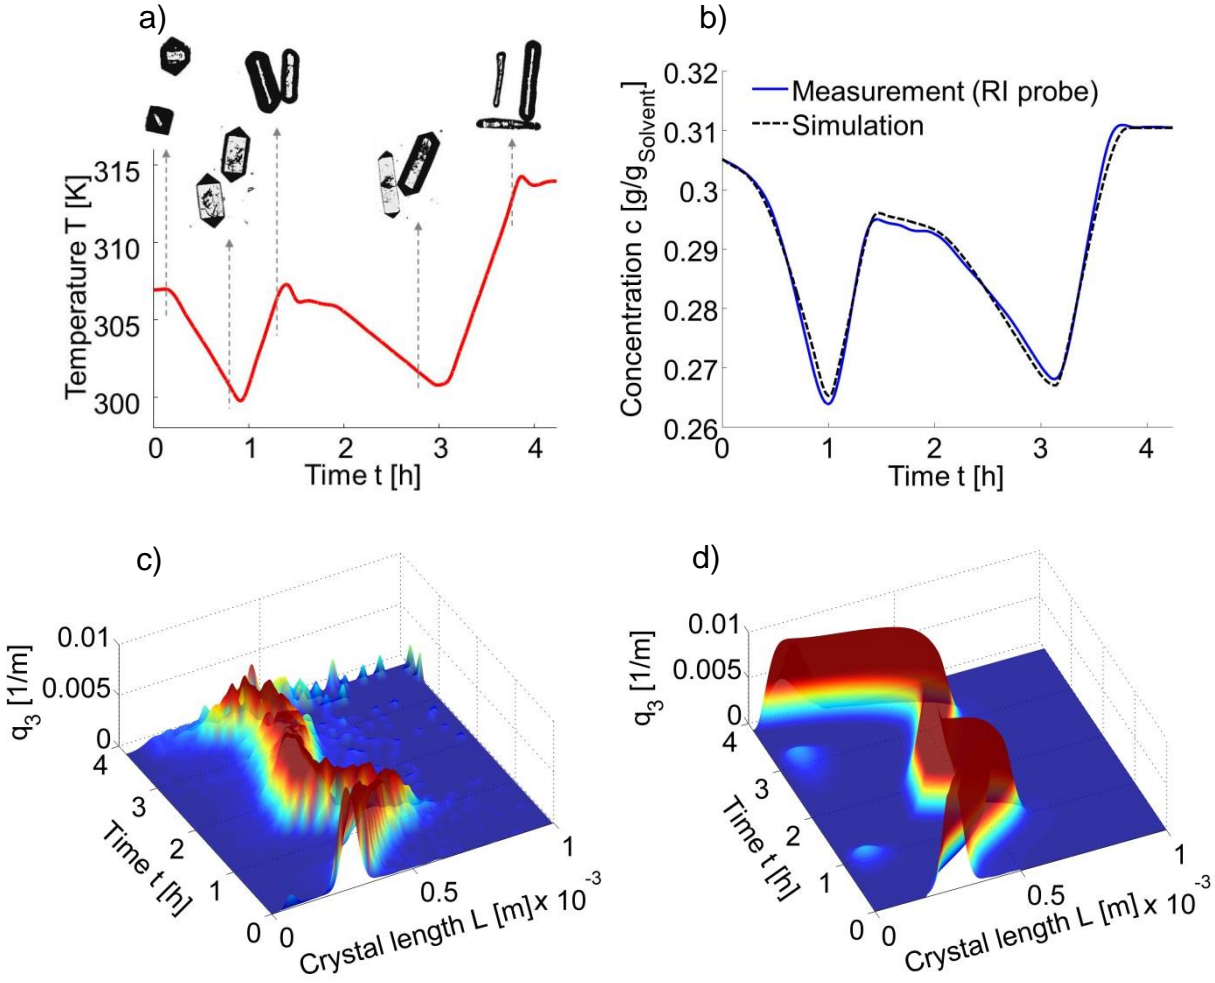 a)
315
310
305
300
Temperature T [K]
0 1 2 3 4
Time t [h]
b)
0.32
0.31
0.3
0.29
0.28
0.27
0.26
Concentration c [g/gSolvent]
Measurement (RI probe)
Simulation
0 1 2 3 4
Time t [h]
c)
0.01
0.005
0
q3 [1/m]
4
3
2
1
0
Time t [h]
0
0.5
1
x 10-3
Crystal length L [m]
d)
0.01
0.005
0
q3 [1/m]
4
3
2
1
0
Time t [h]
0
0.5
1
x 10-3
Crystal length L [m]